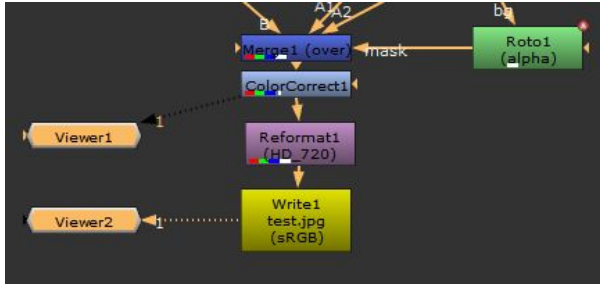 B
A1
A2
bg
Merge1 (over)
mask
Roto1
(alpha)
ColorCorrect1
1
Viewer1
Reformat1
(HD_720)
Write1
test.jpg
(sRGB)
1
Viewer2